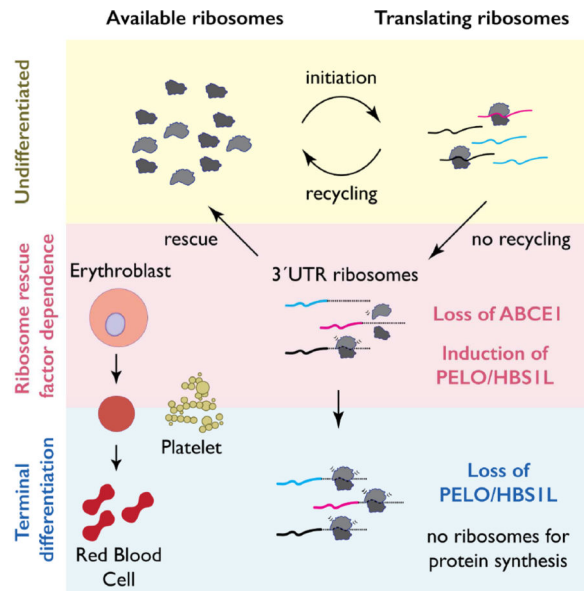 Available ribosomes
Translating ribosomes
Undifferentiated
initiation
recycling
rescue
no recycling
Ribosome rescue
factor dependence
Erythroblast
3´UTR ribosomes
Loss of ABCE1
Induction of
PELO/HBS1L
Platelet
Terminal
differentiation
Loss of
PELO/HBS1L
no ribosomes for
protein synthesis
Red Blood
Cell